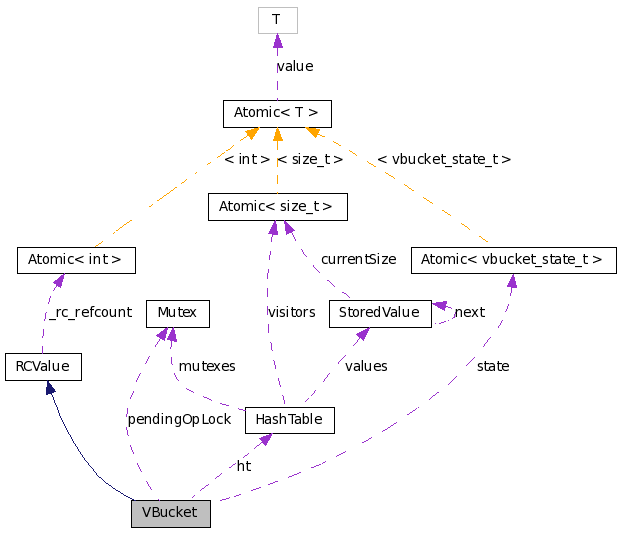 T
value
Atomic< T >
< int >
< size_t >
< vbucket_state_t >
Atomic< size_t >
Atomic< int >
currentSize
Atomic< vbucket_state_t >
_rc_refcount
Mutex
visitors
StoredValue
next
RCValue
mutexes
values
state
pendingOpLock
HashTable
ht
VBucket